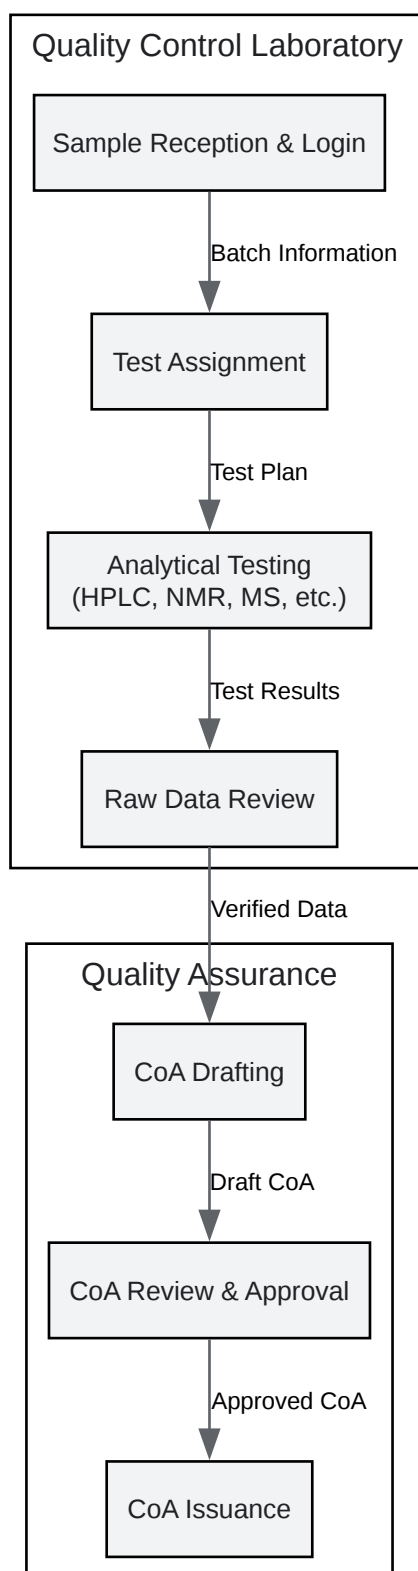 Quality Control Laboratory
Sample Reception & Login
Batch Information
Test Assignment
Test Plan
Analytical Testing
(HPLC, NMR, MS, etc.)
Test Results
Raw Data Review
Verified Data
Quality Assurance
CoA Drafting
Draft CoA
CoA Review & Approval
Approved CoA
CoA Issuance